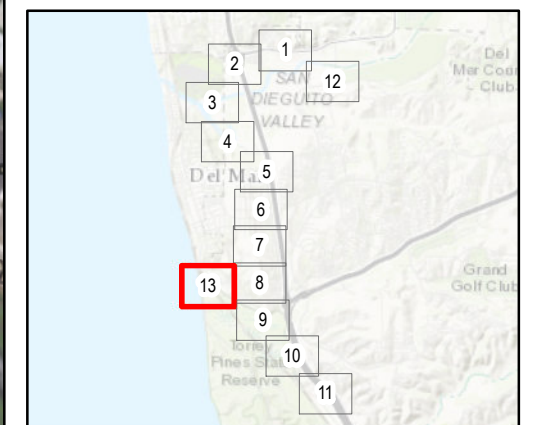 1
2
Del
Mar Coun
Club
SAN
12
DIEGUITO
3
VALLEY
4
Del Ma
5
6
7
Grand
Golf Club
13
8
9
Torrey
Pines State
Reserve
10
11